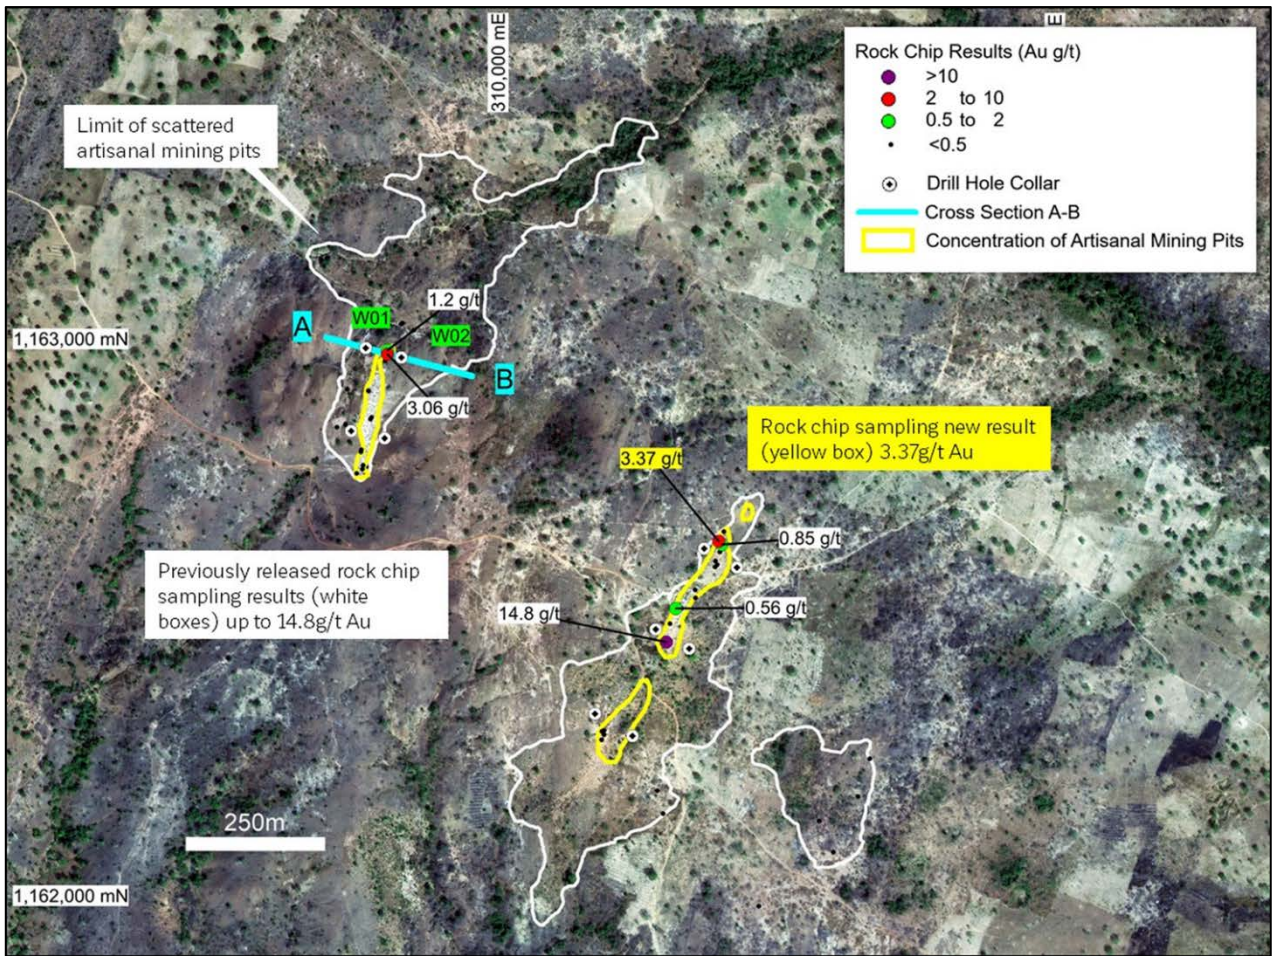 310,000 mE
E
Rock Chip Results (Au g/t)
>10
2 to 10
0.5 to 2
<0.5
Drill Hole Collar
Cross Section A-B
Concentration of Artisanal Mining Pits
Limit of scattered
artisanal mining pits
1.2 g/t
W01
A
W02
1,163,000 mN
B
3.06 g/t
Rock chip sampling new result
(yellow box) 3.37g/t Au
3.37 g/t
0.85 g/t
Previously released rock chip
sampling results (white
boxes) up to 14.8g/t Au
14.8 g/t
0.56 g/t
250m
1,162,000 mN